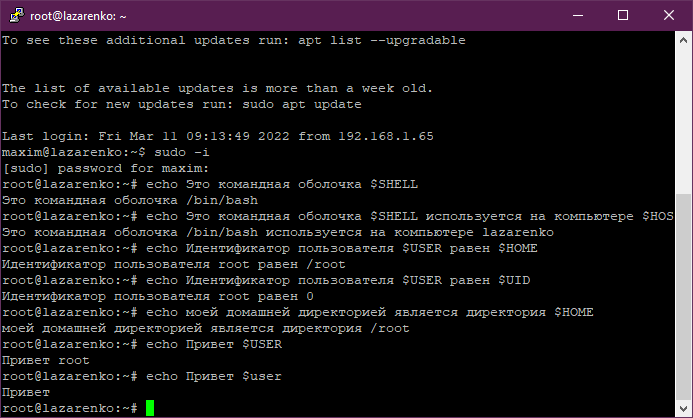 root@lazarenko: ~
To see these additional updates run: apt list --upgradable
The list of available updates is more than a week old.
To check for new updates run: sudo apt update
Last login: Fri Mar 11 09:13:49 2022 from 192.168.1.65
maxim@lazarenko:~$ sudo -i
[sudo] password for maxim:
root@lazarenko:~# echo Это командная оболочка $SHELL
Это командная оболочка /bin/bash
root@lazarenko:~# echo Это командная оболочка $SHELL используется на компьютере $HOS
Это командная оболочка /bin/bash используется на компьютере lazarenko
root@lazarenko:~# echo Идентификатор пользователя $USER равен $HOME
Идентификатор пользователя root равен /root
root@lazarenko:~# echo Идентификатор пользователя $USER равен $UID
Идентификатор пользователя root равен 0
root@lazarenko:~# echo моей домашней директорией является директория $HOME
моей домашней директорией является директория /root
root@lazarenko:~# echo Привет $USER
Привет root
root@lazarenko:~# echo Привет $user
Привет
root@lazarenko:~#